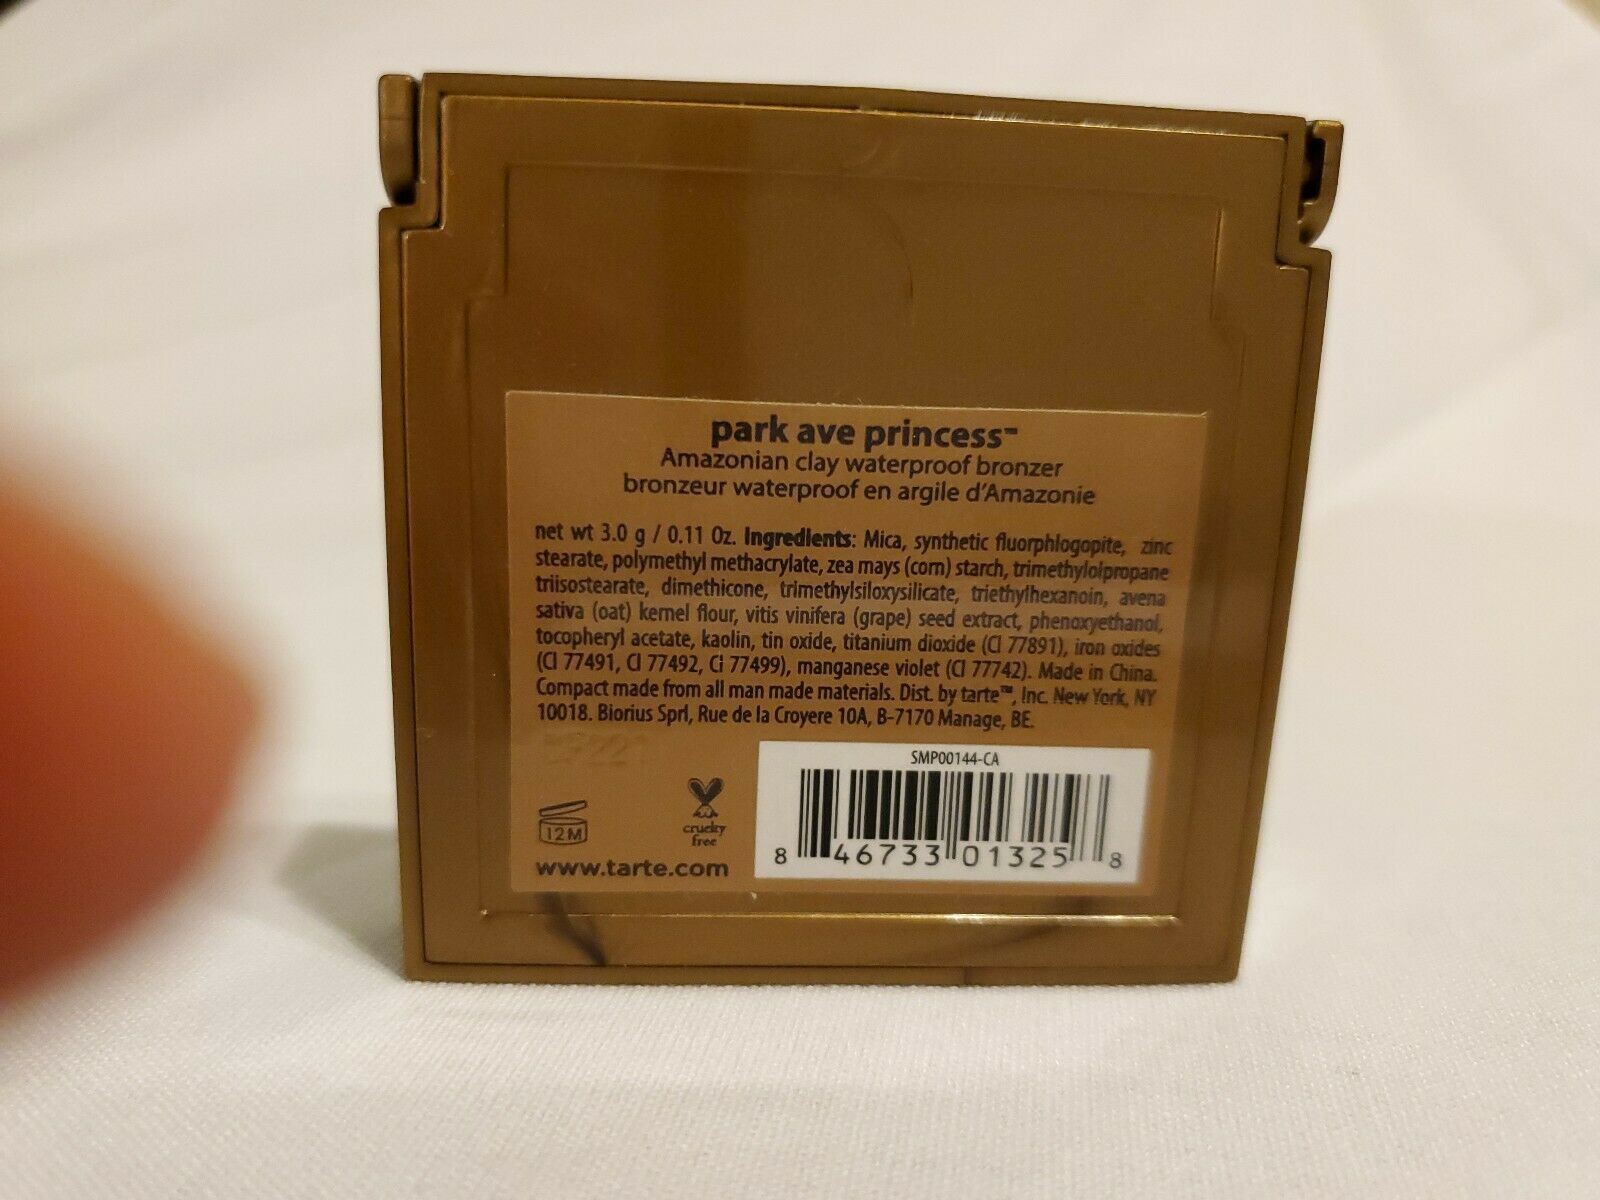 park ave princess™
Amazonian clay waterproof bronzer
bronzeur waterproof en argile d'Amazonie
net wt 3.0 g / 0.11 Oz. Ingredients: Mica, synthetic fluorphlogopite, zinc
stearate, polymethyl methacrylate, zea mays (corn) starch, trimethylolpropane
triisostearate, dimethicone, trimethylsiloxysilicate, triethylhexanoin, avena
sativa (oat) kernel flour, vitis vinifera (grape) seed extract, phenoxyethanol,
tocopheryl acetate, kaolin, tin oxide, titanium dioxide (CI 77891), iron oxides
(CI 77491, CI 77492, CI 77499), manganese violet (CI 77742). Made in China.
Compact made from all man made materials. Dist. by tarte™, Inc. New York, NY
10018. Biorius Sprl, Rue de la Croyere 10A, B-7170 Manage, BE.
SMP00144-CA
12M
cruelty
free
8 46733 01325 8
www.tarte.com